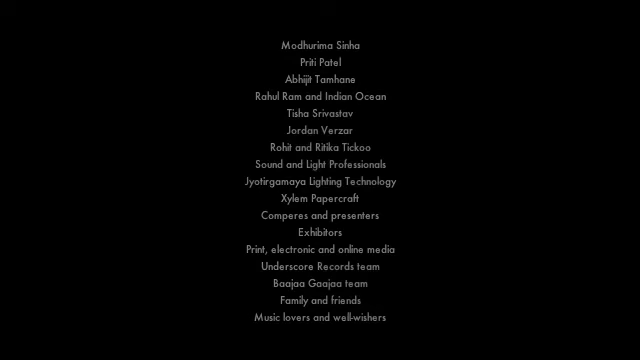 Modhurima Sinha
Priti Patel
Abhijit Tamhane
Rahul Ram and Indian Ocean
Tisha Srivastav
Jordan Verzar
Rohit and Ritika Tickoo
Sound and Light Professionals
Jyotirgamaya Lighting Technology
Xylem Papercraft
Comperes and presenters
Exhibitors
Print, electronic and online media
Underscore Records team
Baajaa Gaajaa team
Family and friends
Music lovers and well-wishers